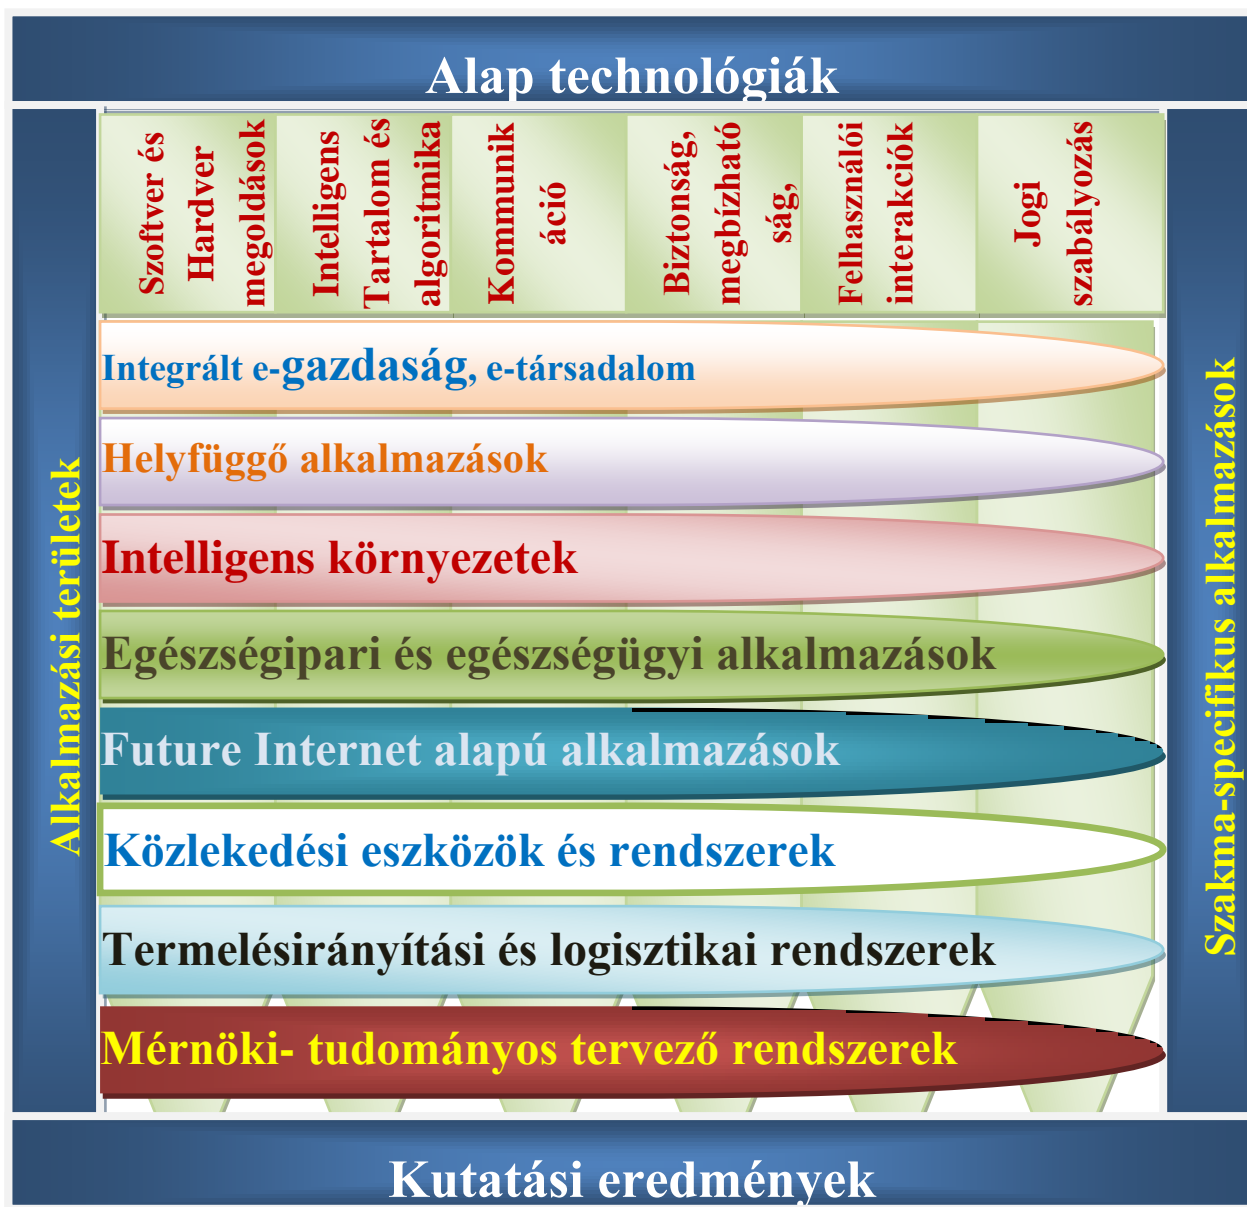 Alap technológiák
Szoftver és
Hardver
megoldások
Intelligens
Tartalom és
algoritmika
Kommunik
áció
Biztonság,
megbízható
ság,
Felhasználói
interakciók
Jogi
szabályozás
Alkalmazási területek
Integrált e-gazdaság, e-társadalom
Helyfüggő alkalmazások
Intelligens környezetek
Egészségipari és egészségügyi alkalmazások
Future Internet alapú alkalmazások
Közlekedési eszközök és rendszerek
Termelésirányítási és logisztikai rendszerek
Mérnöki- tudományos tervező rendszerek
Szakma-specifikus alkalmazások
Kutatási eredmények